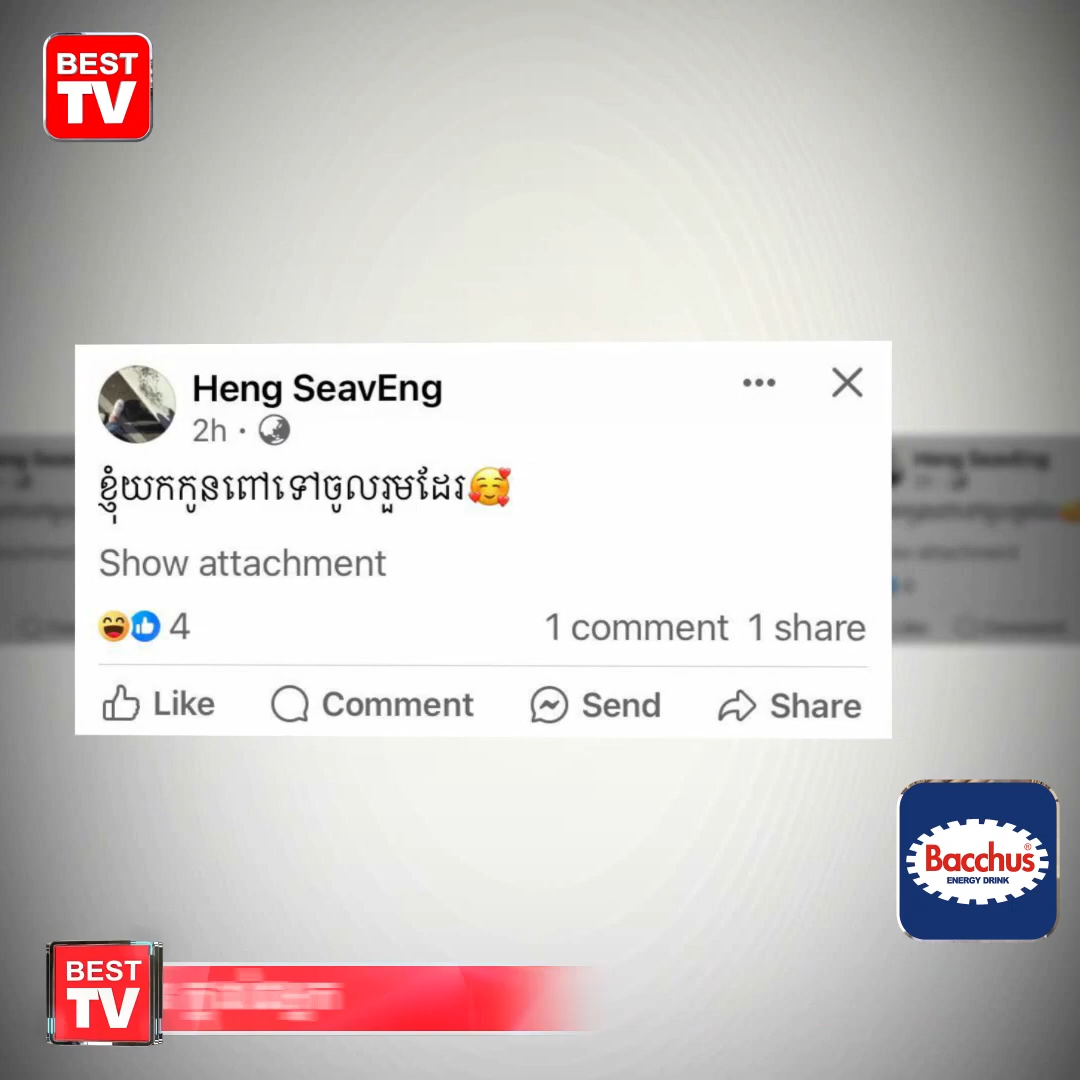 BEST
TV
Heng SeavEng
2h ·
ខ្ញុំយកកូនពៅទៅចូលរួមដែរ🥰
Show attachment
4
1 comment 1 share
Like Comment Send Share
Bacchus®
ENERGY DRINK
BEST
TV